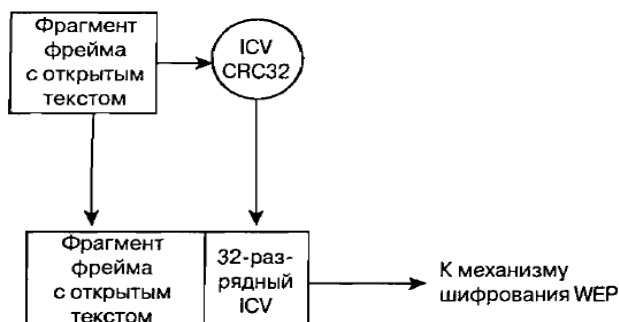 Фрагмент
фрейма
с открытым
текстом
ICV
CRC32
Фрагмент
фрейма
с открытым
текстом
32-раз-
рядный
ICV
К механизму
шифрования WEP